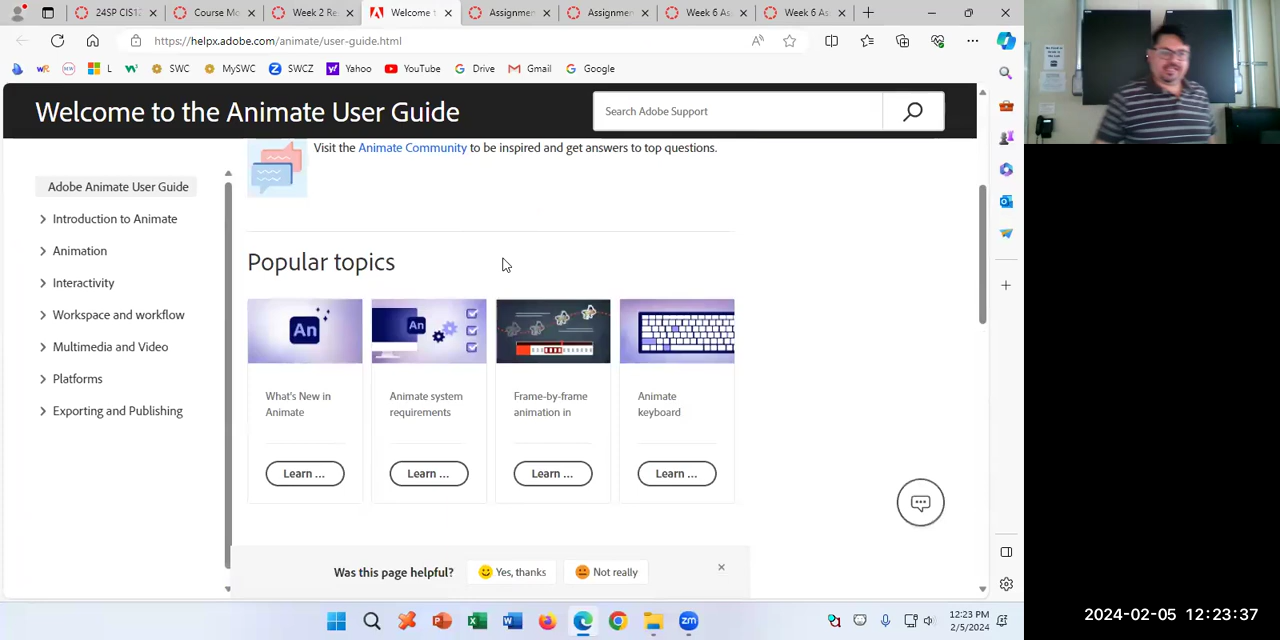 24SP CIS12
Course Mo
Week 2 Re
Welcome t
Assignmen
Assignmen
Week 6 As
Week 6 As
https://helpx.adobe.com/animate/user-guide.html
L
SWC
MySWC
SWCZ
Yahoo
YouTube
Drive
Gmail
Google
Welcome to the Animate User Guide
Search Adobe Support
Visit the Animate Community to be inspired and get answers to top questions.
Adobe Animate User Guide
Introduction to Animate
Animation
Interactivity
Workspace and workflow
Multimedia and Video
Platforms
Exporting and Publishing
Popular topics
An
An
What's New in
Animate
Learn ...
Animate system
requirements
Learn ...
Frame-by-frame
animation in
Learn ...
Animate
keyboard
Learn ...
Was this page helpful?
Yes, thanks
Not really
12:23 PM
2/5/2024
2024-02-05 12:23:37